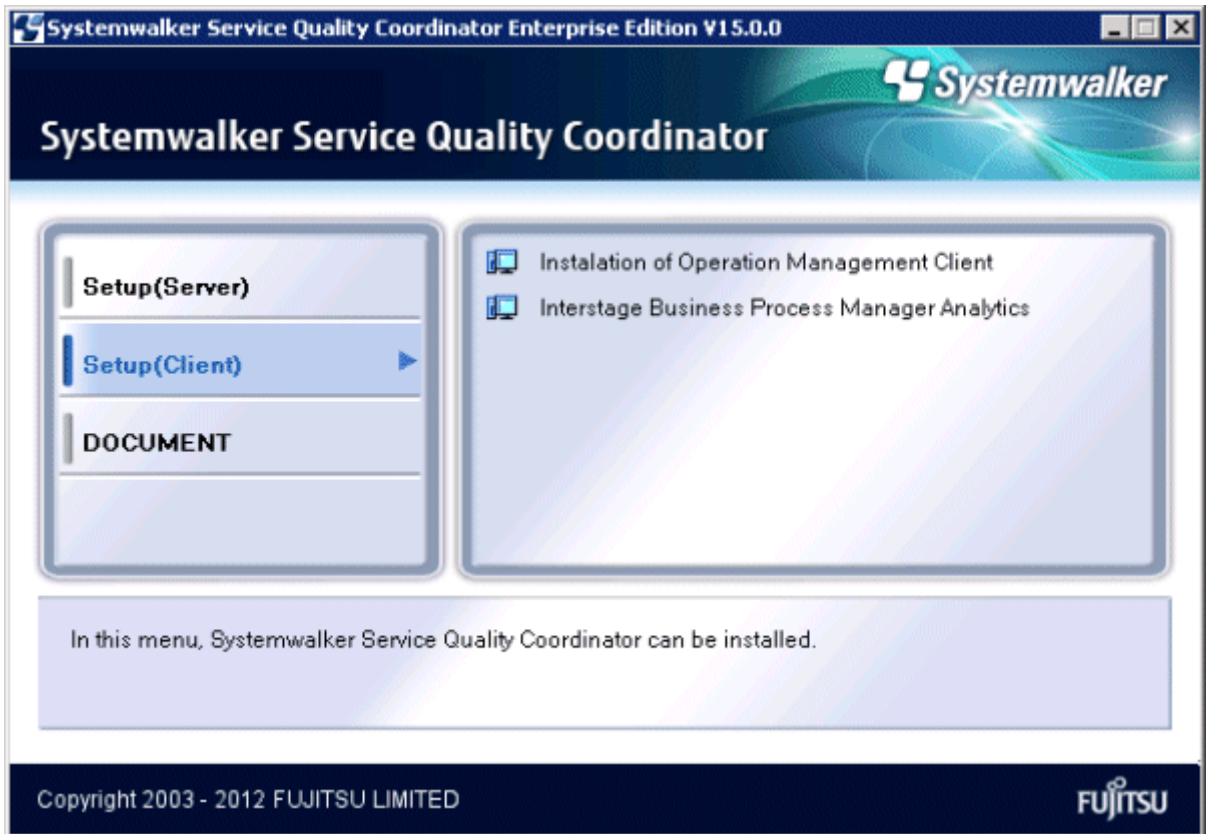 Systemwalker Service Quality Coordinator Enterprise Edition V15.0.0
Systemwalker
Systemwalker Service Quality Coordinator
Setup(Server)
Setup(Client)
DOCUMENT
Instalation of Operation Management Client
Interstage Business Process Manager Analytics
In this menu, Systemwalker Service Quality Coordinator can be installed.
Copyright 2003 - 2012 FUJITSU LIMITED
FUJITSU